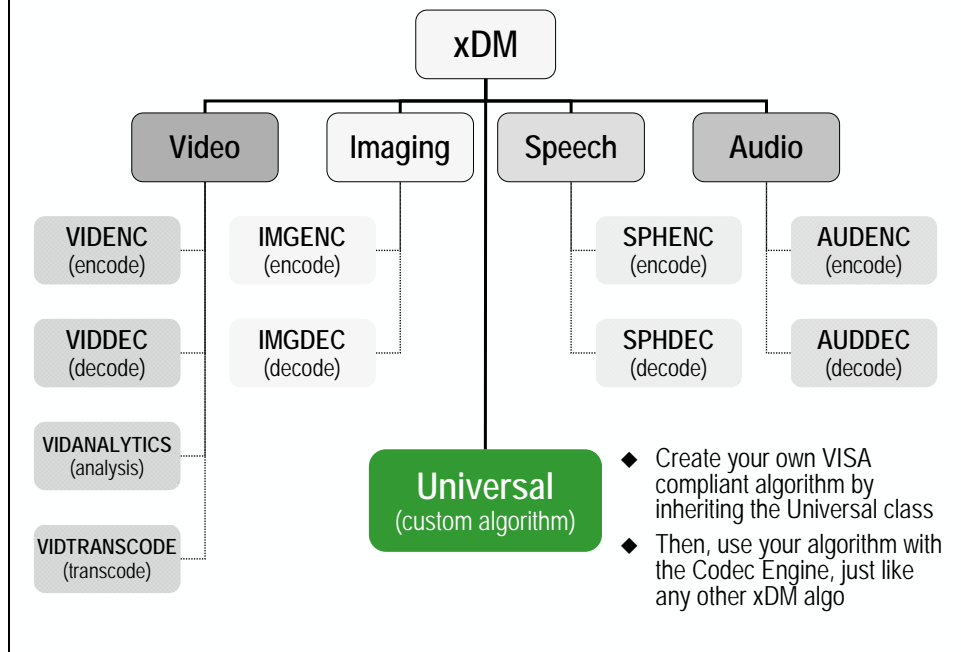 xDM
Video
Imaging
Speech
Audio
VIDENC
(encode)
IMGENC
(encode)
SPHENC
(encode)
AUDENC
(encode)
VIDDEC
(decode)
IMGDEC
(decode)
SPHDEC
(decode)
AUDDEC
(decode)
VIDANALYTICS
(analysis)
VIDTRANSCODE
(transcode)
Universal
(custom algorithm)
◆ Create your own VISA
compliant algorithm by
inheriting the Universal class
◆ Then, use your algorithm with
the Codec Engine, just like
any other xDM algo